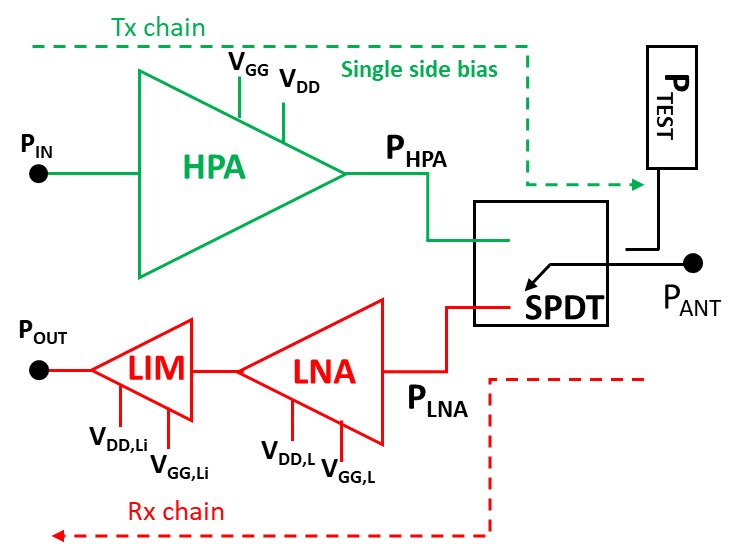 Tx chain
VGG
VDD
Single side bias
PTEST
PIN
HPA
PHPA
SPDT
PANT
POUT
LIM
LNA
PLNA
VDD,Li
VGG,Li
VDD,L
VGG,L
Rx chain